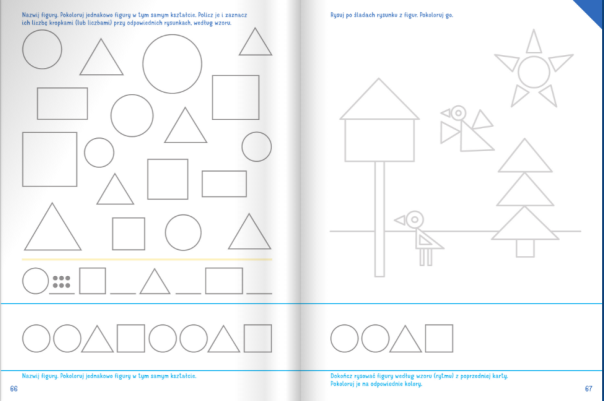 Nazwij figury. Pokoloruj jednakowe figury w tym samym kształcie. Policz je i zaznacz
ich liczbę kropkami (lub liczbami) przy odpowiednich rysunkach, według wzoru.
Nazwij figury. Pokoloruj jednakowe figury w tym samym kształcie.
66
Rysuj po śladach rysunku z figur. Pokoloruj go.
Dokończ rysować figury według wzoru (rytmu) z poprzedniej karty.
Pokoloruj je na odpowiednie kolory.
67